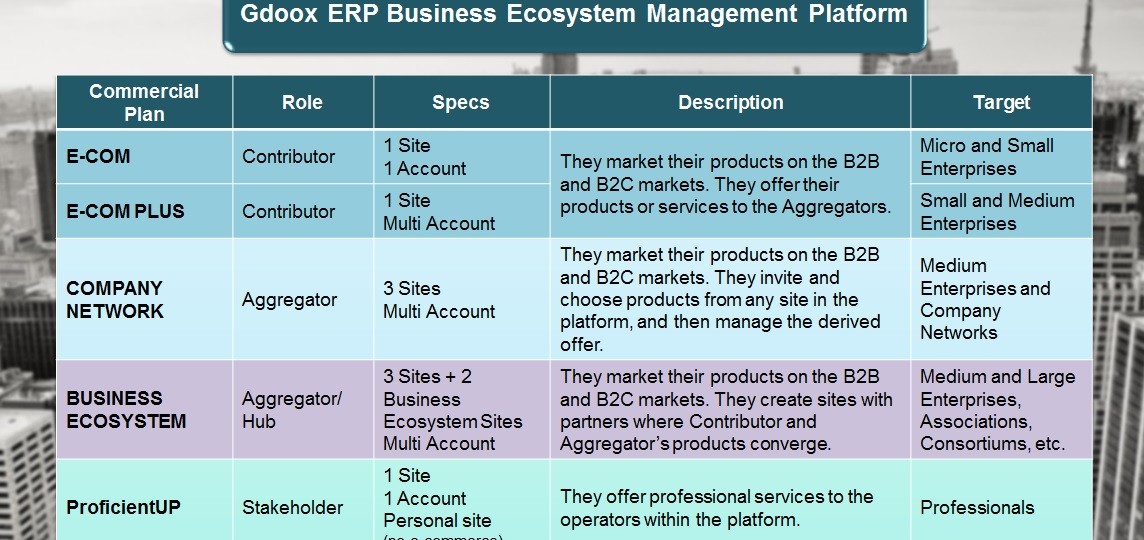 Gdoox ERP Business Ecosystem Management Platform
Commercial
Plan
Role
Specs
Description
Target
E-COM
Contributor
1 Site
1 Account
They market their products on the B2B
and B2C markets. They offer their
products or services to the Aggregators.
Micro and Small
Enterprises
E-COM PLUS
Contributor
1 Site
Multi Account
Small and Medium
Enterprises
COMPANY
NETWORK
Aggregator
3 Sites
Multi Account
They market their products on the B2B
and B2C markets. They invite and
choose products from any site in the
platform, and then manage the derived
offer.
Medium
Enterprises and
Company
Networks
BUSINESS
ECOSYSTEM
Aggregator/
Hub
3 Sites + 2
Business
Ecosystem Sites
Multi Account
They market their products on the B2B
and B2C markets. They create sites with
partners where Contributor and
Aggregator’s products converge.
Medium and Large
Enterprises,
Associations,
Consortiums, etc.
ProficientUP
Stakeholder
1 Site
1 Account
Personal site
(no e-commerce)
They offer professional services to the
operators within the platform.
Professionals